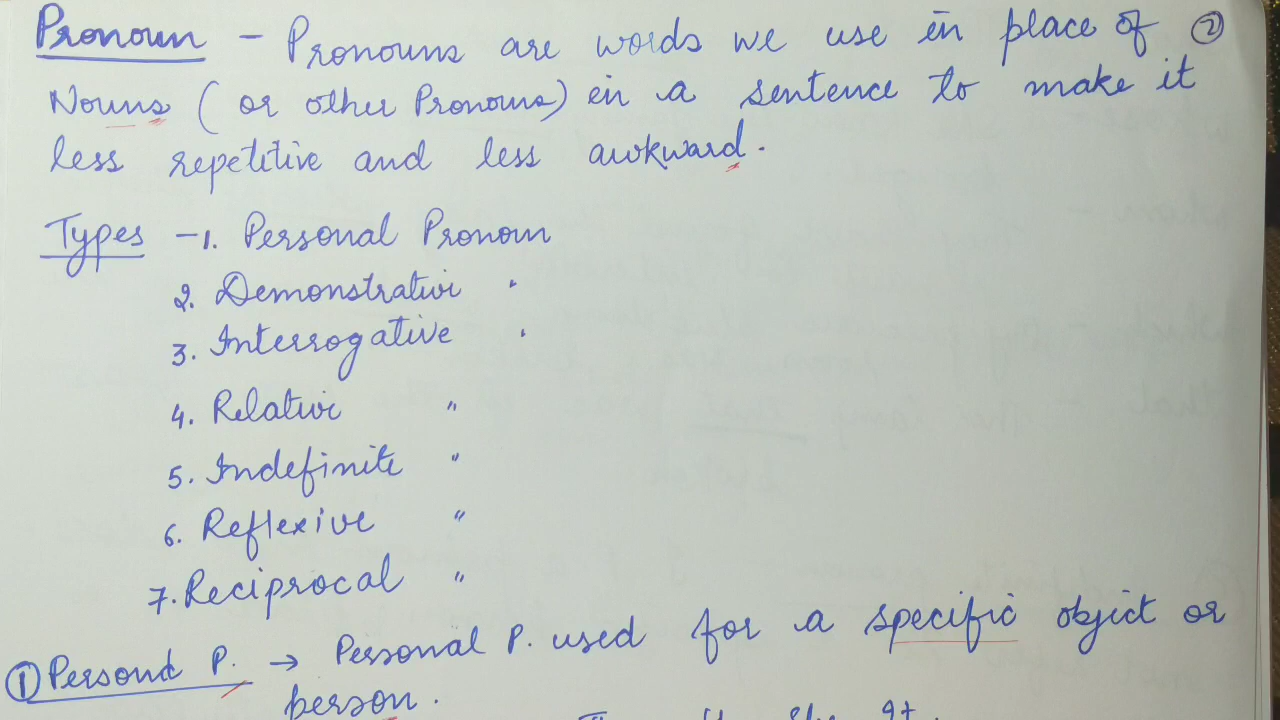 Pronoun - Pronouns are words we use in place of ②
Nouns (or other Pronouns) in a sentence to make it
less repetitive and less awkward.
Types - 1. Personal Pronoun
2. Demonstrative "
3. Interrogative "
4. Relative "
5. Indefinite "
6. Reflexive "
7. Reciprocal "
① Personal P. → Personal P. used for a specific object or
person.